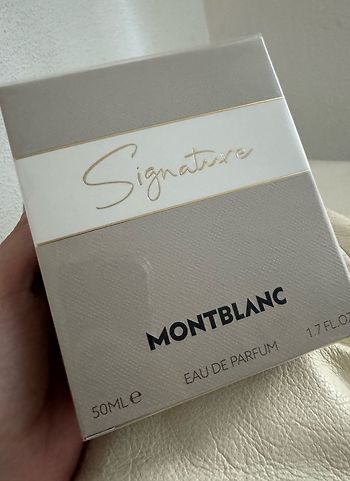 Signature
MONTBLANC
EAU DE PARFUM
50ML e 1.7 FL.OZ